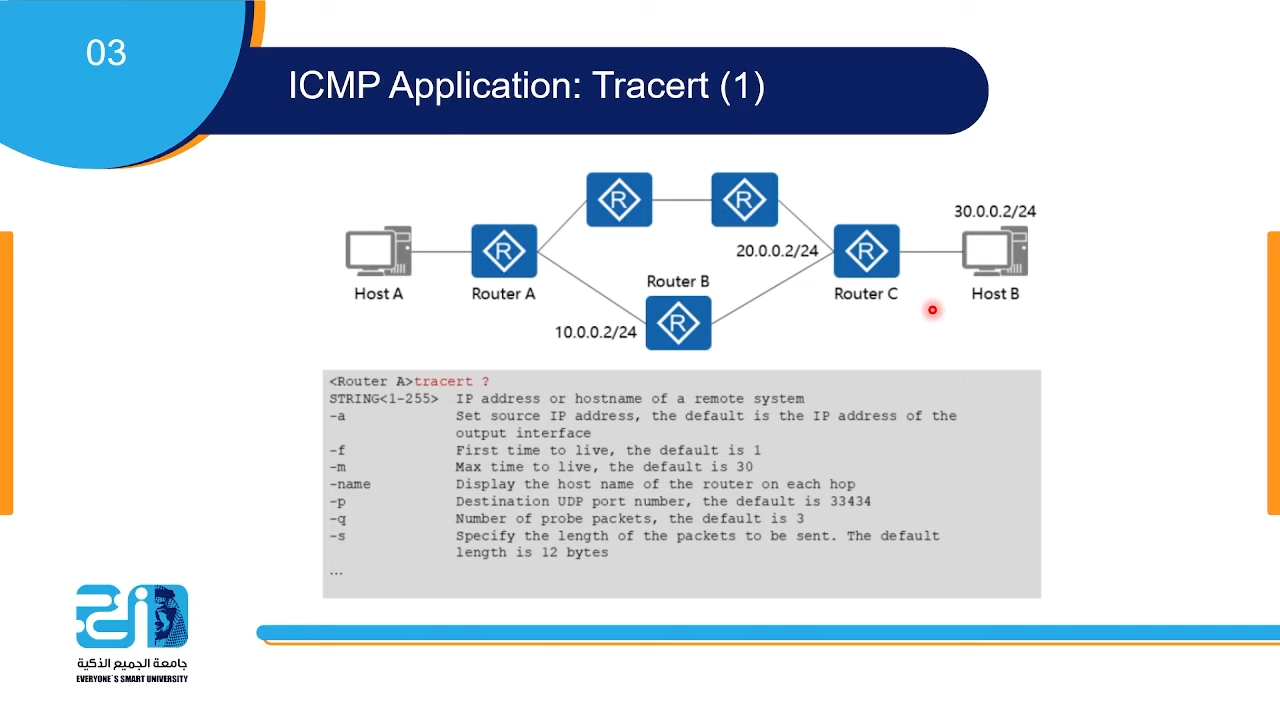 03
ICMP Application: Tracert (1)
R
R
30.0.0.2/24
R
20.0.0.2/24
R
Router B
Host A
Router A
Router C
Host B
10.0.0.2/24
R
<Router A>tracert ?
STRING<1-255> IP address or hostname of a remote system
-a Set source IP address, the default is the IP address of the
output interface
-f First time to live, the default is 1
-m Max time to live, the default is 30
-name Display the host name of the router on each hop
-p Destination UDP port number, the default is 33434
-q Number of probe packets, the default is 3
-s Specify the length of the packets to be sent. The default
length is 12 bytes
...
جامعة الجميع الذكية
EVERYONE`S SMART UNIVERSITY